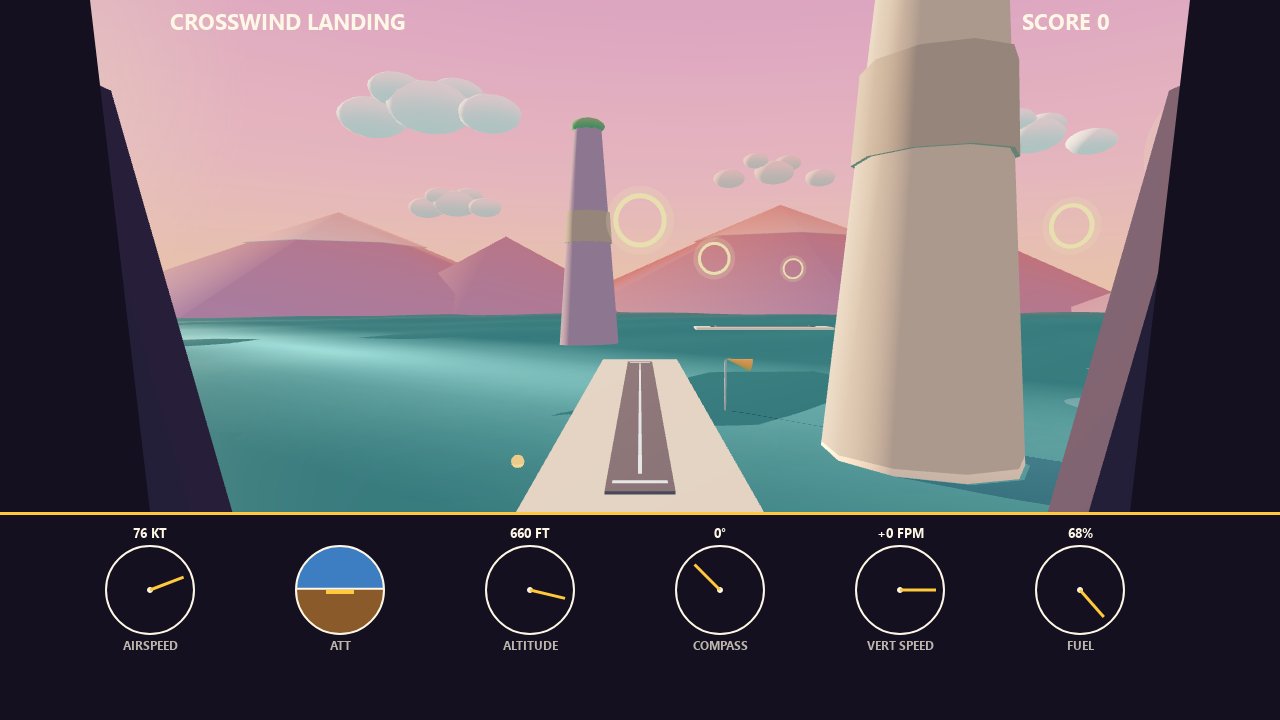 CROSSWIND LANDING
SCORE 0
76 KT
660 FT
0°
+0 FPM
68%
AIRSPEED
ATT
ALTITUDE
COMPASS
VERT SPEED
FUEL